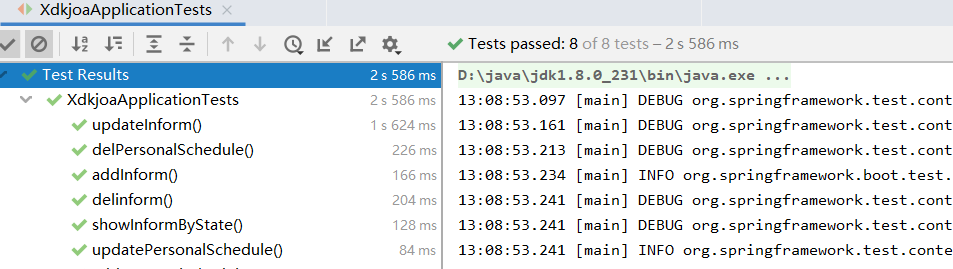 XdkjoaApplicationTests
Tests passed: 8 of 8 tests – 2 s 586 ms
Test Results 2 s 586 ms
D:\java\jdk1.8.0_231\bin\java.exe ...
XdkjoaApplicationTests 2 s 586 ms
13:08:53.097 [main] DEBUG org.springframework.test.cont
updateInform() 1 s 624 ms
13:08:53.161 [main] DEBUG org.springframework.test.cont
delPersonalSchedule() 226 ms
13:08:53.213 [main] DEBUG org.springframework.test.cont
addInform() 166 ms
13:08:53.234 [main] INFO org.springframework.boot.test.
delinform() 204 ms
13:08:53.241 [main] DEBUG org.springframework.test.cont
showInformByState() 128 ms
13:08:53.241 [main] DEBUG org.springframework.test.cont
updatePersonalSchedule() 84 ms
13:08:53.241 [main] INFO org.springframework.test.conte